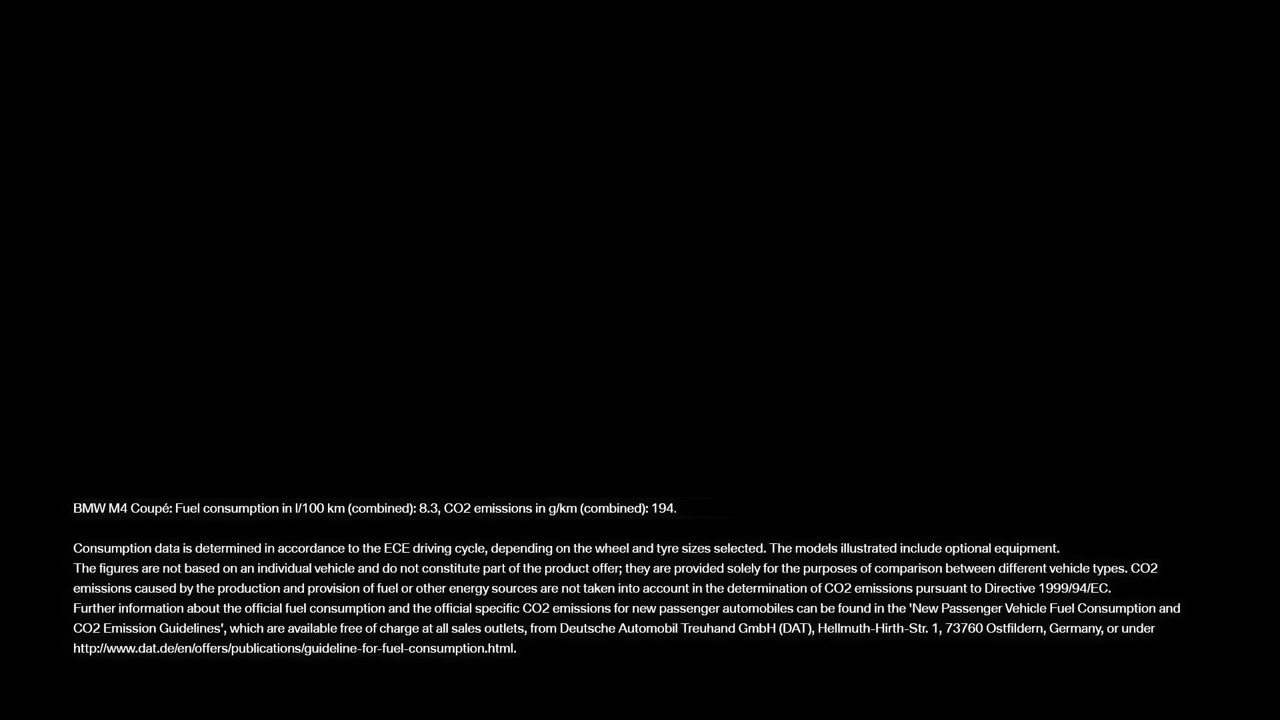 BMW M4 Coupé: Fuel consumption in l/100 km (combined): 8.3, CO2 emissions in g/km (combined): 194.
Consumption data is determined in accordance to the ECE driving cycle, depending on the wheel and tyre sizes selected. The models illustrated include optional equipment.
The figures are not based on an individual vehicle and do not constitute part of the product offer; they are provided solely for the purposes of comparison between different vehicle types. CO2
emissions caused by the production and provision of fuel or other energy sources are not taken into account in the determination of CO2 emissions pursuant to Directive 1999/94/EC.
Further information about the official fuel consumption and the official specific CO2 emissions for new passenger automobiles can be found in the 'New Passenger Vehicle Fuel Consumption and
CO2 Emission Guidelines', which are available free of charge at all sales outlets, from Deutsche Automobil Treuhand GmbH (DAT), Hellmuth-Hirth-Str. 1, 73760 Ostfildern, Germany, or under
http://www.dat.de/en/offers/publications/guideline-for-fuel-consumption.html.